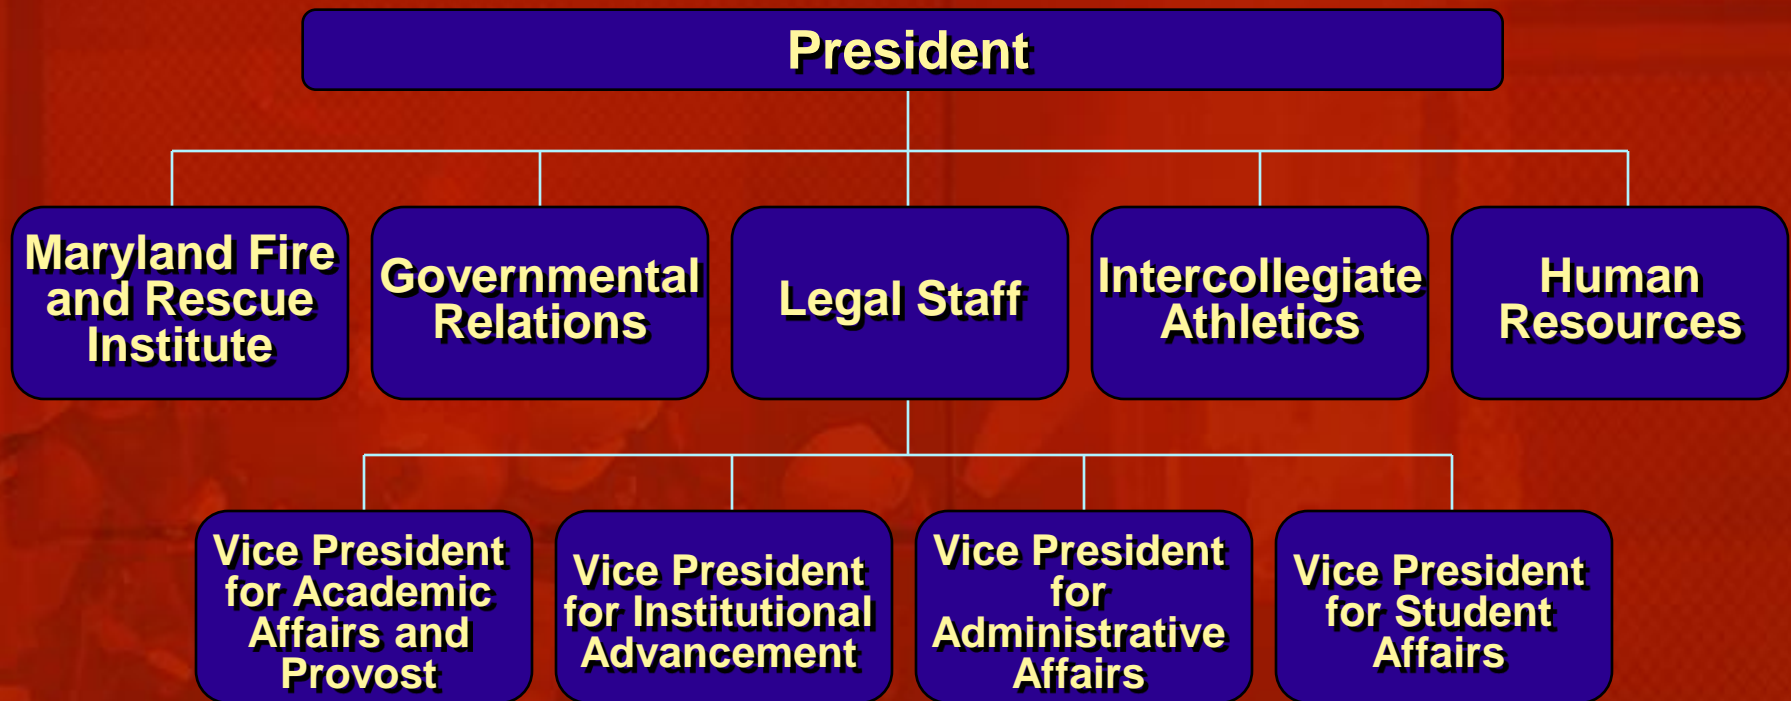 President
Maryland Fire
and Rescue
Institute
Governmental
Relations
Legal Staff
Intercollegiate
Athletics
Human
Resources
Vice President
for Academic
Affairs and
Provost
Vice President
for Institutional
Advancement
Vice President
for
Administrative
Affairs
Vice President
for Student
Affairs